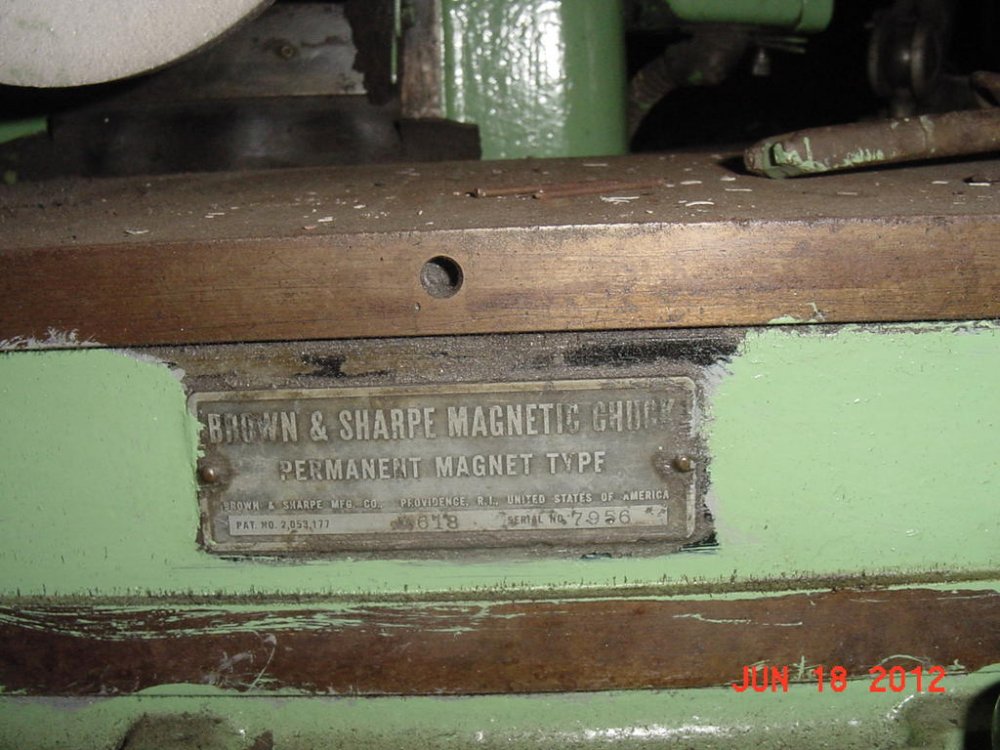 BROWN & SHARPE MAGNETIC CHUCK
PERMANENT MAGNET TYPE
BROWN & SHARPE MFG. CO., PROVIDENCE, R.I., UNITED STATES OF AMERICA
PAT. NO. 2,053,177 618 SERIAL NO. 7956
JUN 18 2012